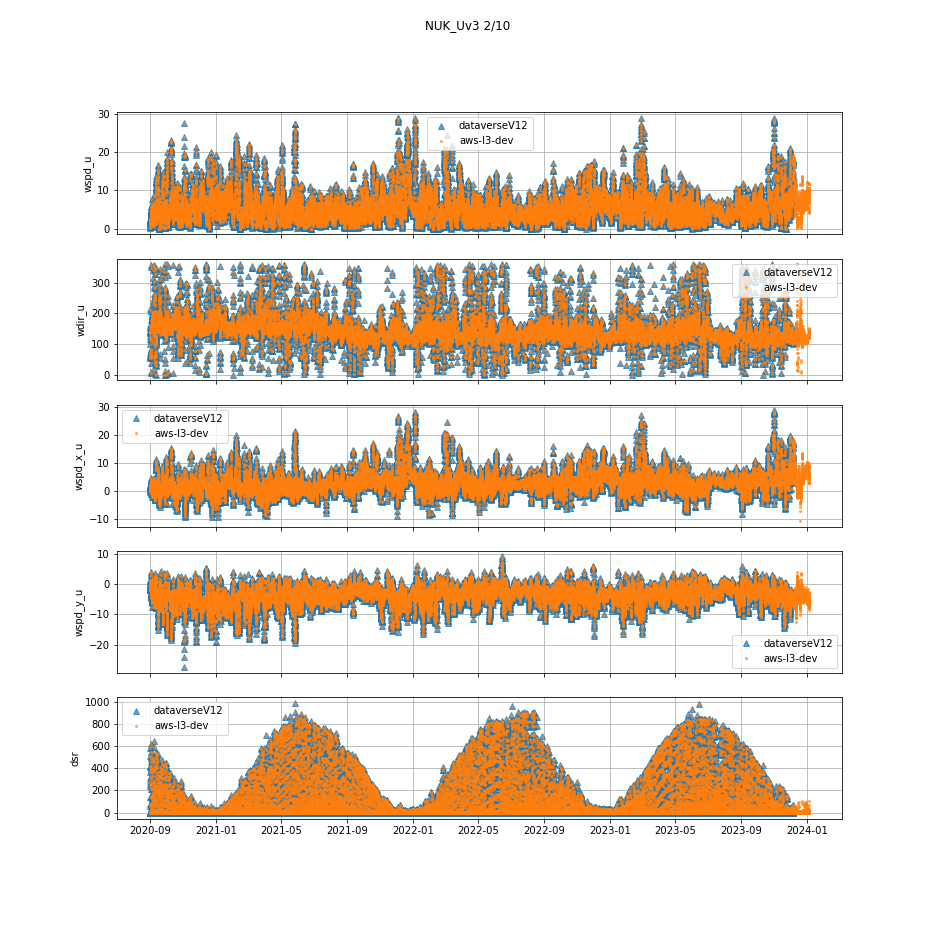 NUK_Uv3 2/10
wspd_u
30
20
10
0
dataverseV12
aws-l3-dev
wdir_u
300
200
100
0
dataverseV12
aws-l3-dev
wspd_x_u
30
20
10
0
−10
dataverseV12
aws-l3-dev
wspd_y_u
10
0
−10
−20
dataverseV12
aws-l3-dev
dsr
1000
800
600
400
200
0
dataverseV12
aws-l3-dev
2020-09 2021-01 2021-05 2021-09 2022-01 2022-05 2022-09 2023-01 2023-05 2023-09 2024-01